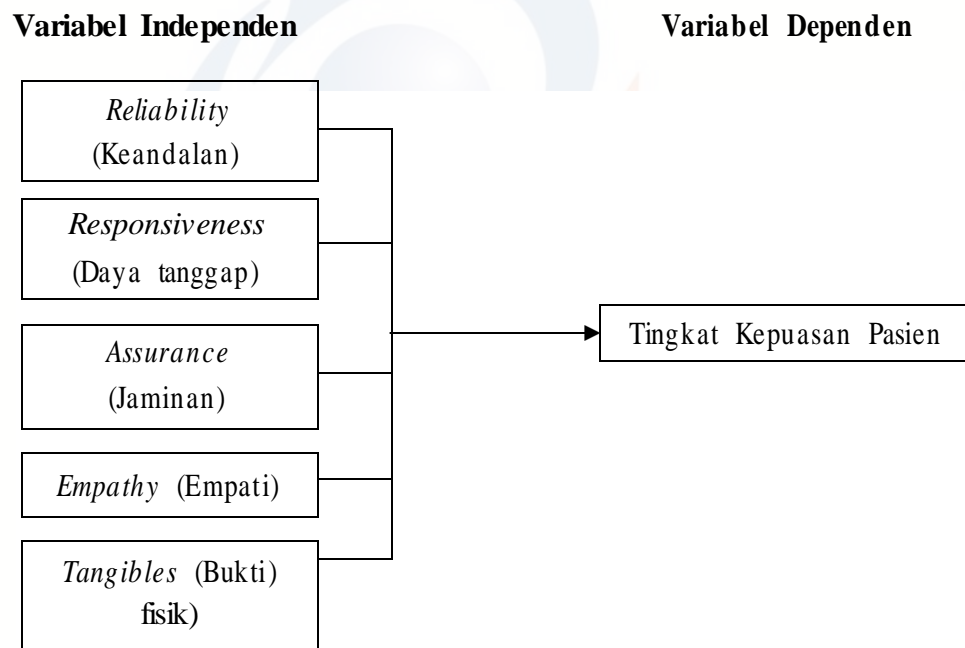 Variabel Independen
Variabel Dependen
Reliability
(Keandalan)
Responsiveness
(Daya tanggap)
Assurance
(Jaminan)
Empathy (Empati)
Tangibles (Bukti)
fisik)
Tingkat Kepuasan Pasien